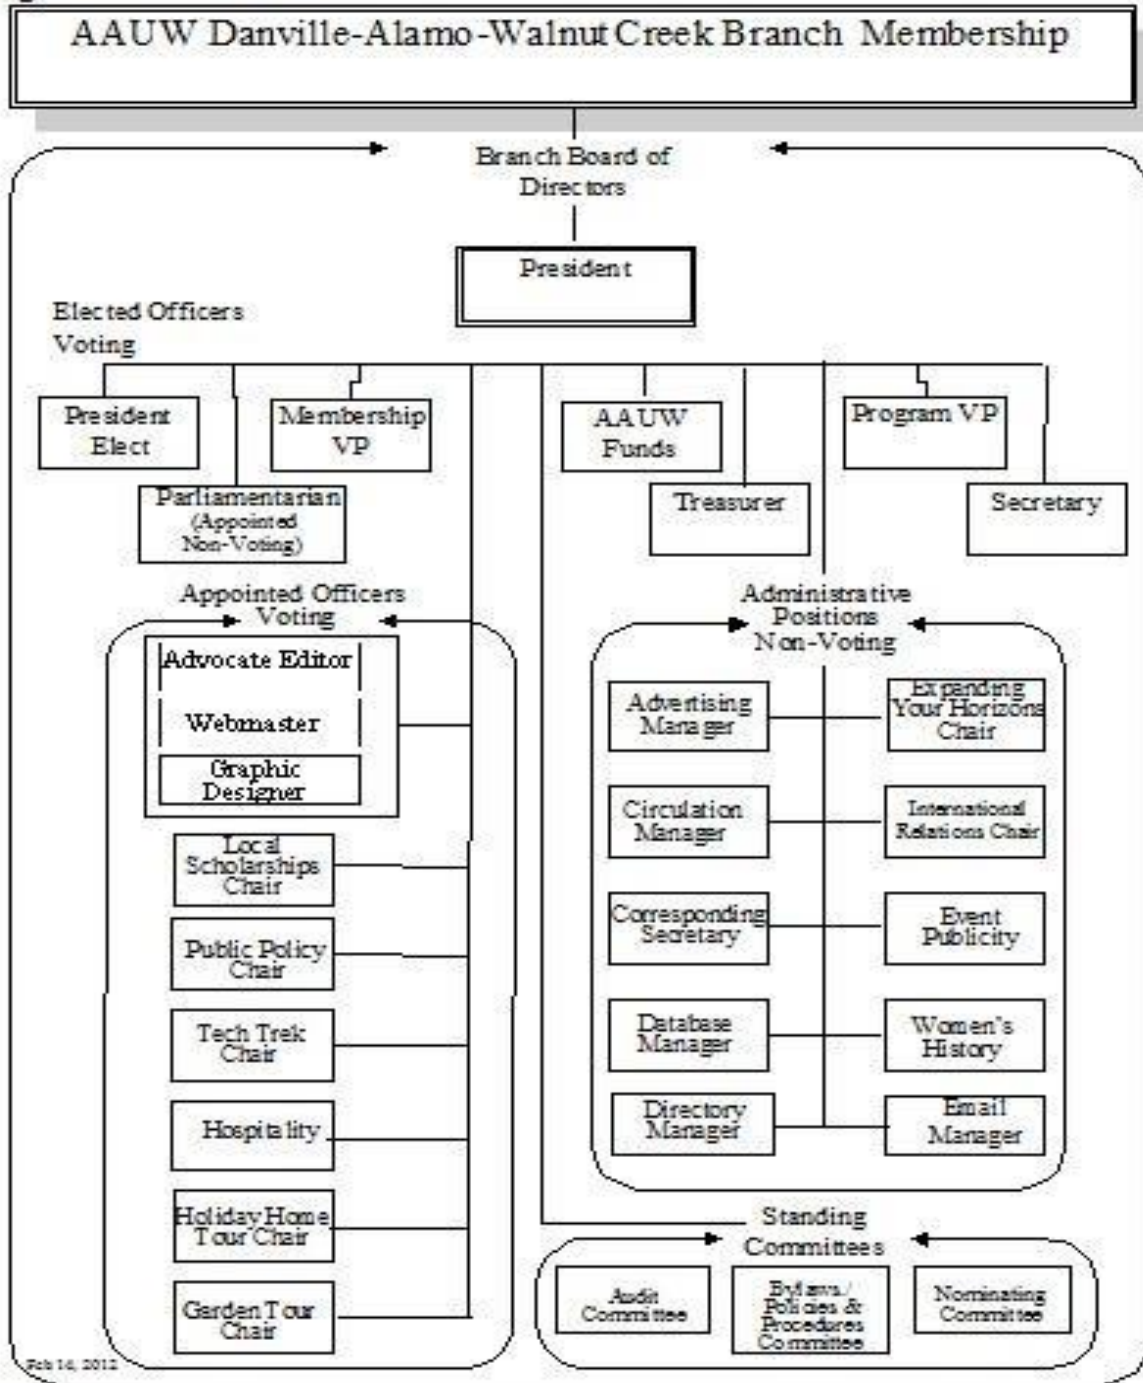 AAUW Danville-Alamo-Walnut Creek Branch Membership
Branch Board of
Directors
President
Elected Officers
Voting
President
Elect
Membership
VP
AAUW
Funds
Program VP
Parliamentarian
(Appointed
Non-Voting)
Treasurer
Secretary
Appointed Officers
Voting
Advocate Editor
Webmaster
Graphic
Designer
Local
Scholarships
Chair
Public Policy
Chair
Tech Trek
Chair
Hospitality
Holiday Home
Tour Chair
Garden Tour
Chair
Administrative
Positions
Non-Voting
Advertising
Manager
Expanding
Your Horizons
Chair
Circulation
Manager
International
Relations Chair
Corresponding
Secretary
Event
Publicity
Database
Manager
Women's
History
Directory
Manager
Email
Manager
Standing
Committees
Audit
Committee
Bylaws/
Policies &
Procedures
Committee
Nominating
Committee
Feb 16, 2012